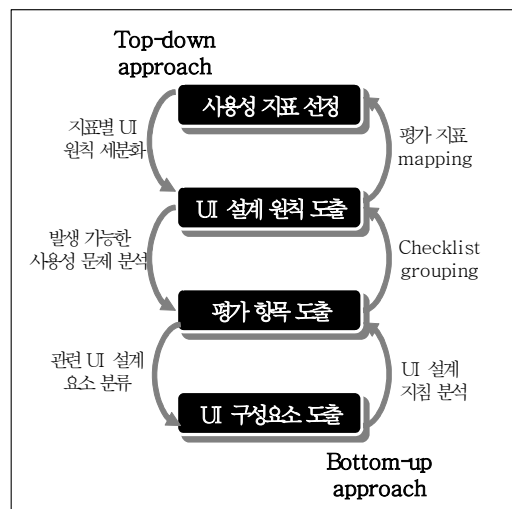 Top-down
approach
사용성 지표 선정
지표별 UI
원칙 세분화
평가 지표
mapping
UI 설계 원칙 도출
발생 가능한
사용성 문제 분석
Checklist
grouping
평가 항목 도출
관련 UI 설계
요소 분류
UI 설계
지침 분석
UI 구성요소 도출
Bottom-up
approach